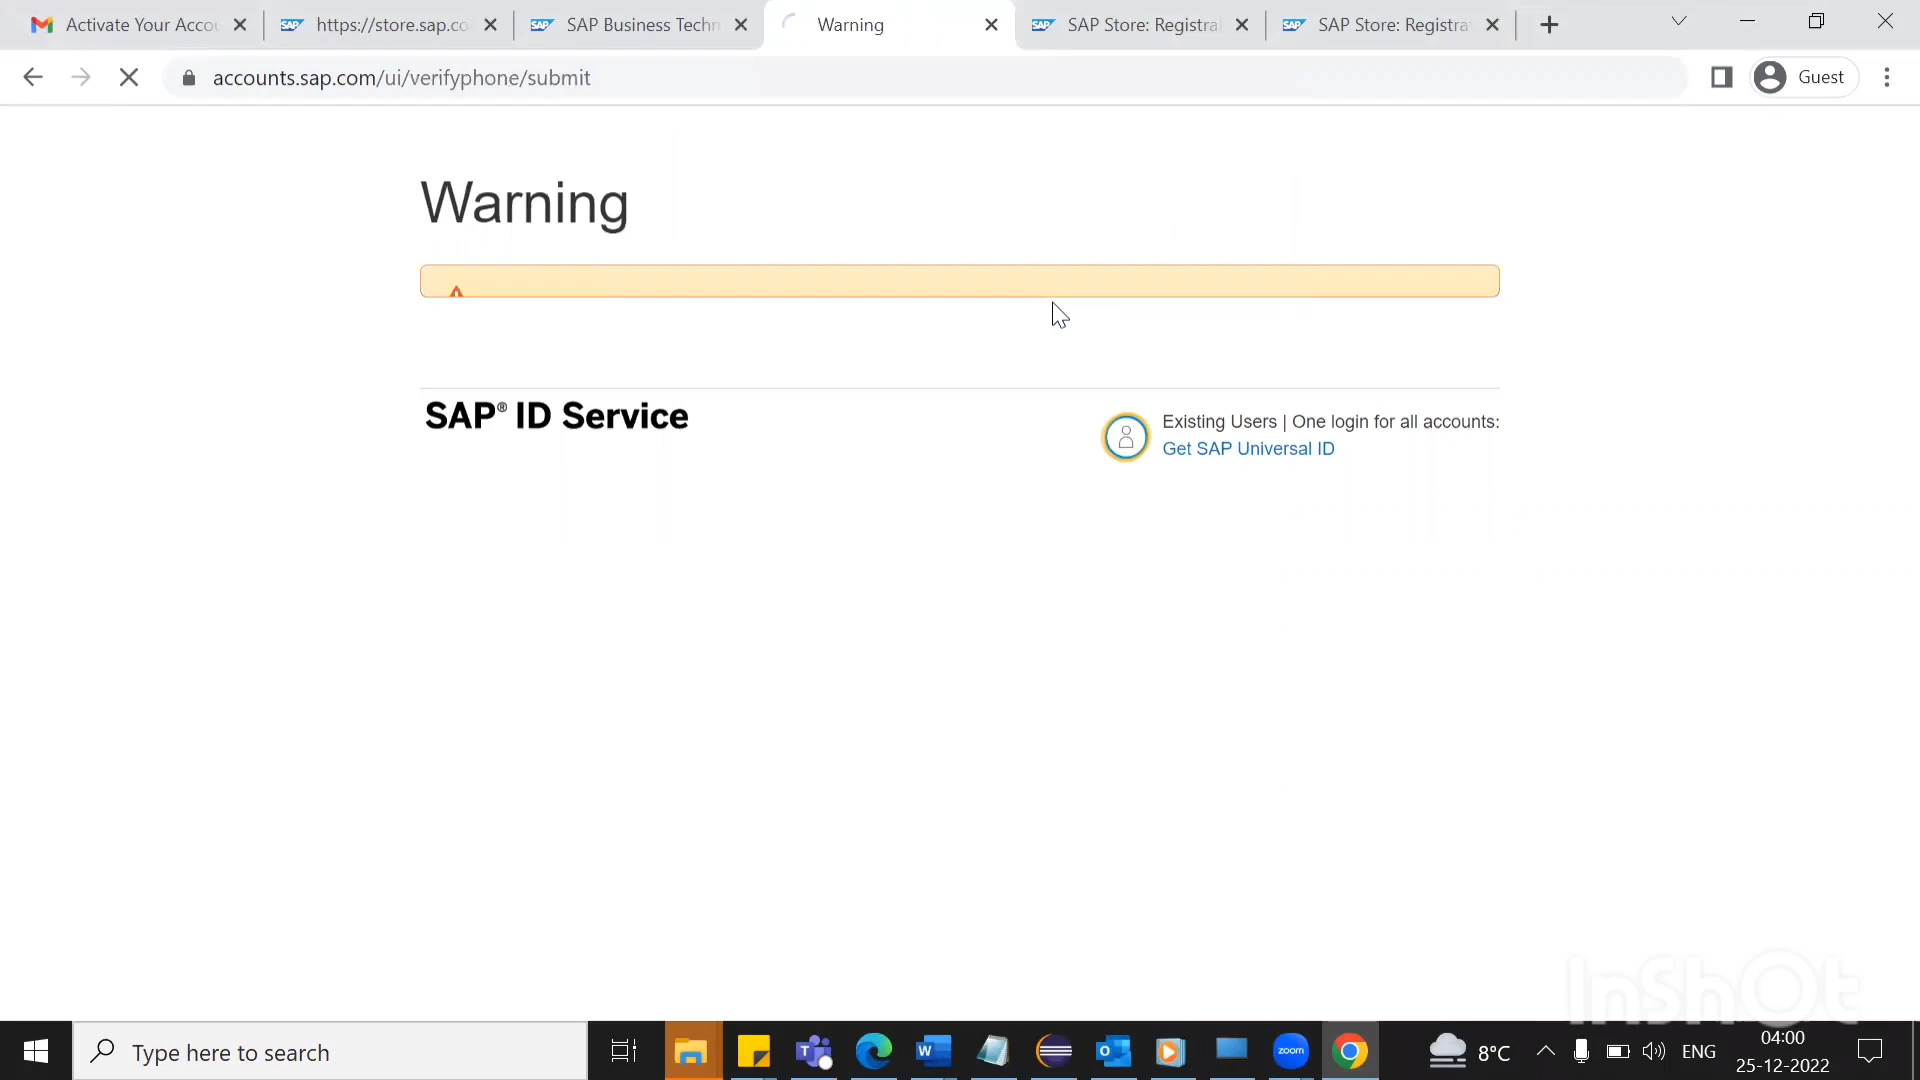 Activate Your Accou
https://store.sap.co
SAP Business Techn
Warning
SAP Store: Registra
SAP Store: Registra
accounts.sap.com/ui/verifyphone/submit
Guest
Warning
SAP® ID Service
Existing Users | One login for all accounts:
Get SAP Universal ID
InShOt
Type here to search
zoom
8°C
ENG
04:00
25-12-2022